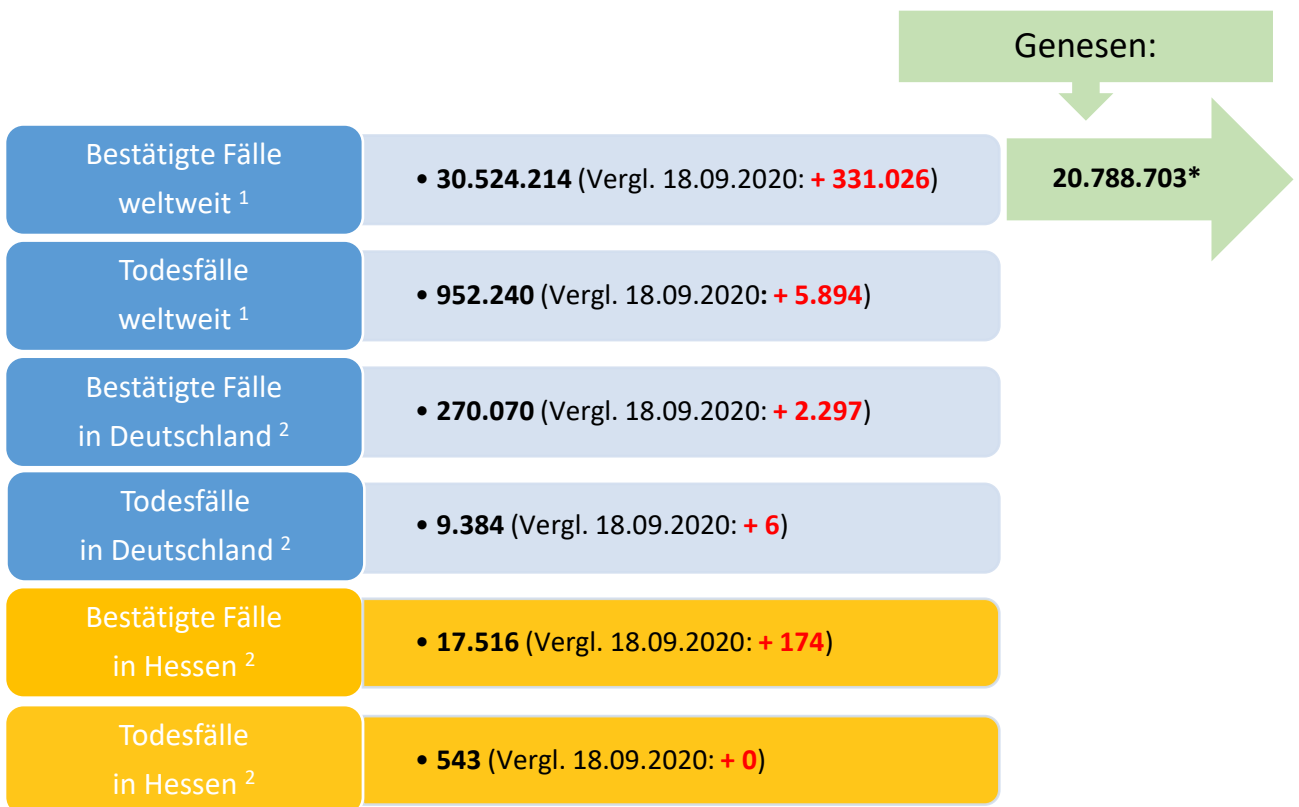 Genesen:
Bestätigte Fälle
weltweit ¹
• 30.524.214 (Vergl. 18.09.2020: + 331.026)
20.788.703*
Todesfälle
weltweit ¹
• 952.240 (Vergl. 18.09.2020: + 5.894)
Bestätigte Fälle
in Deutschland ²
• 270.070 (Vergl. 18.09.2020: + 2.297)
Todesfälle
in Deutschland ²
• 9.384 (Vergl. 18.09.2020: + 6)
Bestätigte Fälle
in Hessen ²
• 17.516 (Vergl. 18.09.2020: + 174)
Todesfälle
in Hessen ²
• 543 (Vergl. 18.09.2020: + 0)